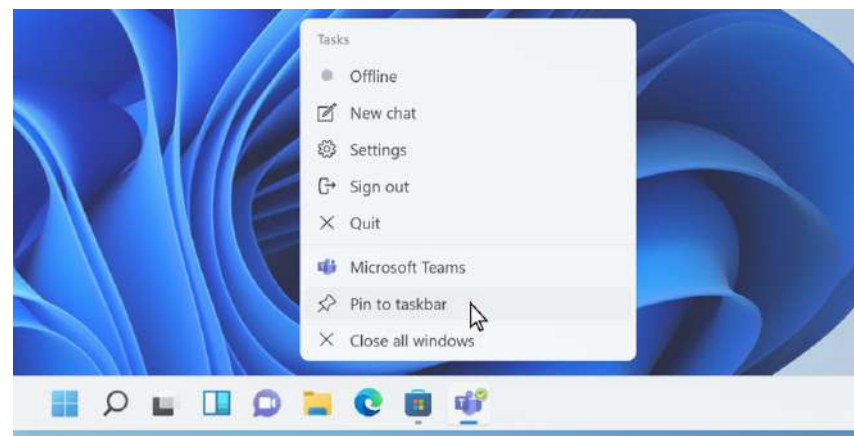 Tasks
Offline
New chat
Settings
Sign out
Quit
Microsoft Teams
Pin to taskbar
Close all windows